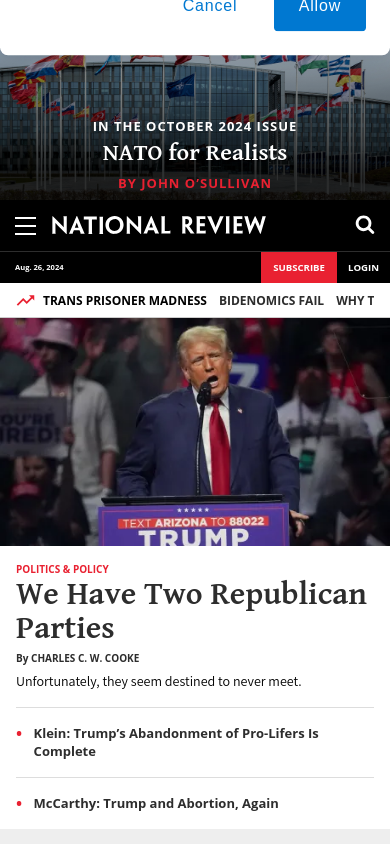 Cancel
Allow
IN THE OCTOBER 2024 ISSUE
NATO for Realists
BY JOHN O'SULLIVAN
NATIONAL REVIEW
Aug. 26, 2024
SUBSCRIBE
LOGIN
TRANS PRISONER MADNESS
BIDENOMICS FAIL
WHY T
YOU'RE
IRED!
★★★★★
TEXT ARIZONA TO 88022
TRUMP
POLITICS & POLICY
We Have Two Republican
Parties
By CHARLES C. W. COOKE
Unfortunately, they seem destined to never meet.
• Klein: Trump’s Abandonment of Pro-Lifers Is
Complete
• McCarthy: Trump and Abortion, Again